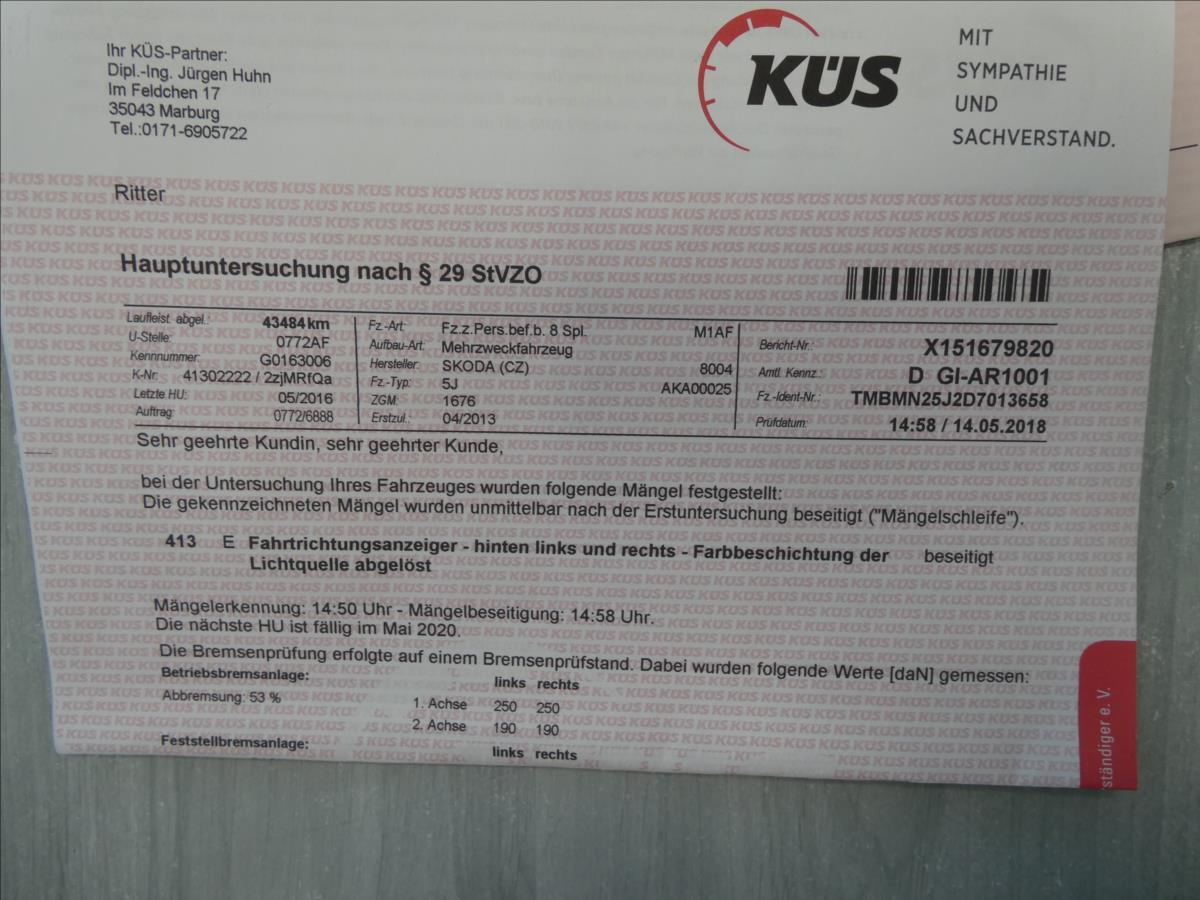 Ihr KÜS-Partner:
Dipl.-Ing. Jürgen Huhn
Im Feldchen 17
35043 Marburg
Tel.:0171-6905722
KÜS
MIT
SYMPATHIE
UND
SACHVERSTAND.
Ritter
Hauptuntersuchung nach § 29 StVZO
Laufleist. abgel.: 43484 km
U-Stelle: 0772AF
Kennnummer: G0163006
K-Nr.: 41302222 / 2zjMRfQa
Letzte HU: 05/2016
Auftrag: 0772/6888
Fz.-Art: Fz.z.Pers.bef.b. 8 Spl. M1AF
Aufbau-Art: Mehrzweckfahrzeug
Hersteller: SKODA (CZ) 8004
Fz.-Typ: 5J AKA00025
ZGM: 1676
Erstzul.: 04/2013
Bericht-Nr.: X151679820
Amtl. Kennz.: D GI-AR1001
Fz.-Ident-Nr.: TMBMN25J2D7013658
Prüfdatum: 14:58 / 14.05.2018
Sehr geehrte Kundin, sehr geehrter Kunde,
bei der Untersuchung Ihres Fahrzeuges wurden folgende Mängel festgestellt:
Die gekennzeichneten Mängel wurden unmittelbar nach der Erstuntersuchung beseitigt ("Mängelschleife").
413 E Fahrtrichtungsanzeiger - hinten links und rechts - Farbbeschichtung der beseitigt
Lichtquelle abgelöst
Mängelerkennung: 14:50 Uhr - Mängelbeseitigung: 14:58 Uhr.
Die nächste HU ist fällig im Mai 2020.
Die Bremsenprüfung erfolgte auf einem Bremsenprüfstand. Dabei wurden folgende Werte [daN] gemessen:
Betriebsbremsanlage: links rechts
Abbremsung: 53 % 1. Achse 250 250
2. Achse 190 190
Feststellbremsanlage: links rechts
ständiger e. V.